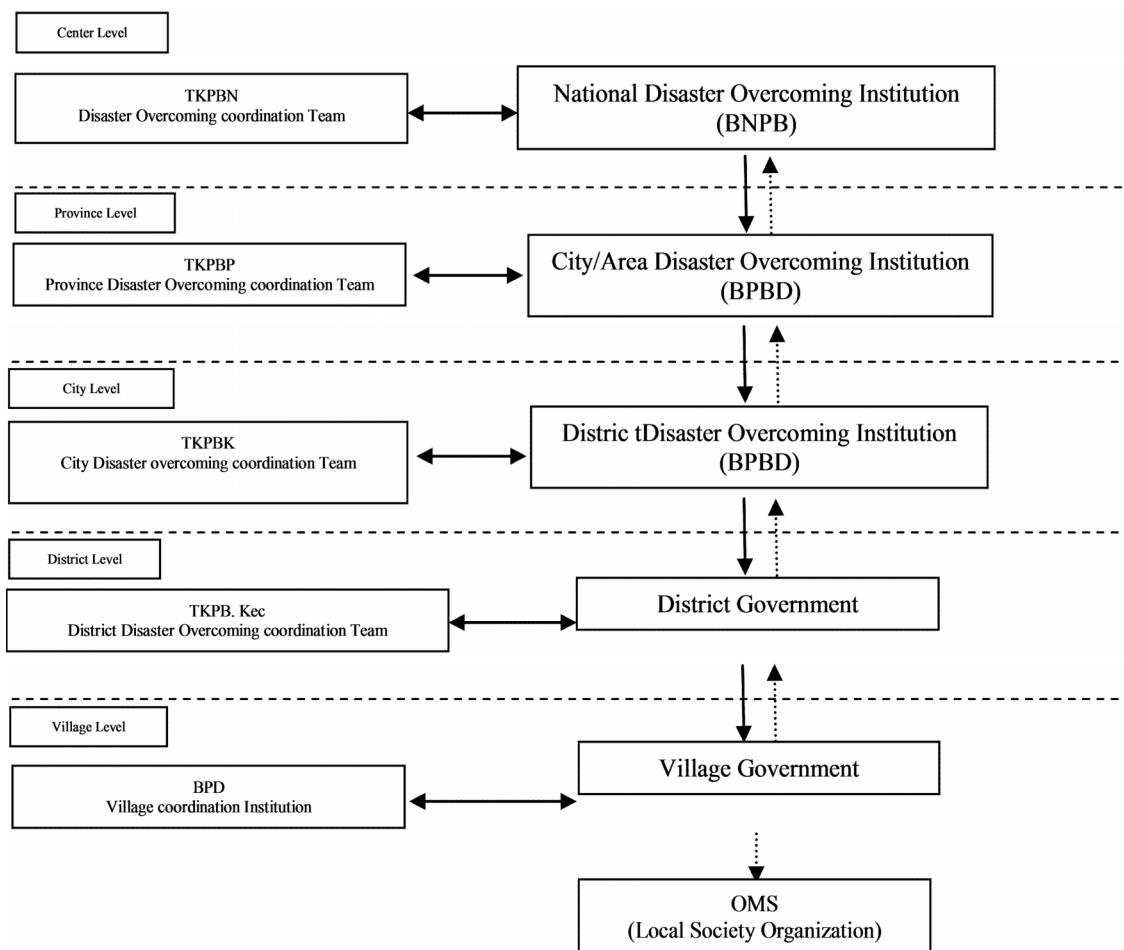 Center Level
TKPBN
Disaster Overcoming coordination Team
National Disaster Overcoming Institution
(BNPB)
Province Level
TKPBP
Province Disaster Overcoming coordination Team
City/Area Disaster Overcoming Institution
(BPBD)
City Level
TKPBK
City Disaster overcoming coordination Team
Distric tDisaster Overcoming Institution
(BPBD)
District Level
TKPB. Kec
District Disaster Overcoming coordination Team
District Government
Village Level
Village Government
BPD
Village coordination Institution
OMS
(Local Society Organization)